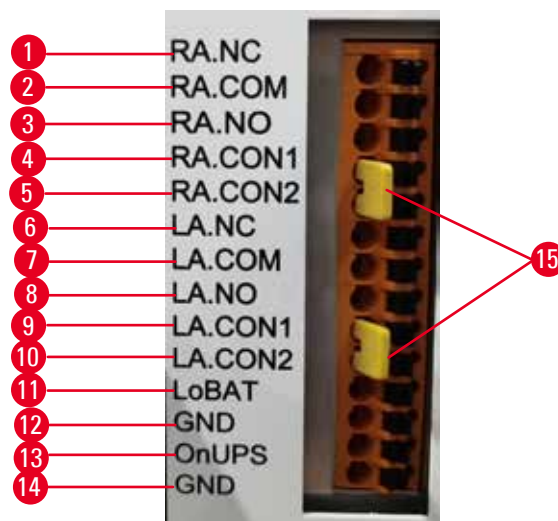 1 RA.NC
2 RA.COM
3 RA.NO
4 RA.CON1
5 RA.CON2
6 LA.NC
7 LA.COM
8 LA.NO
9 LA.CON1
10 LA.CON2
11 LoBAT
12 GND
13 OnUPS
14 GND
15